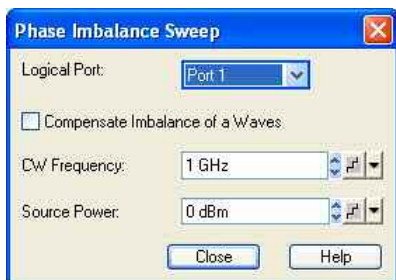 Phase Imbalance Sweep
Logical Port: Port 1
Compensate Imbalance of a Waves
CW Frequency: 1 GHz
Source Power: 0 dBm
Close Help